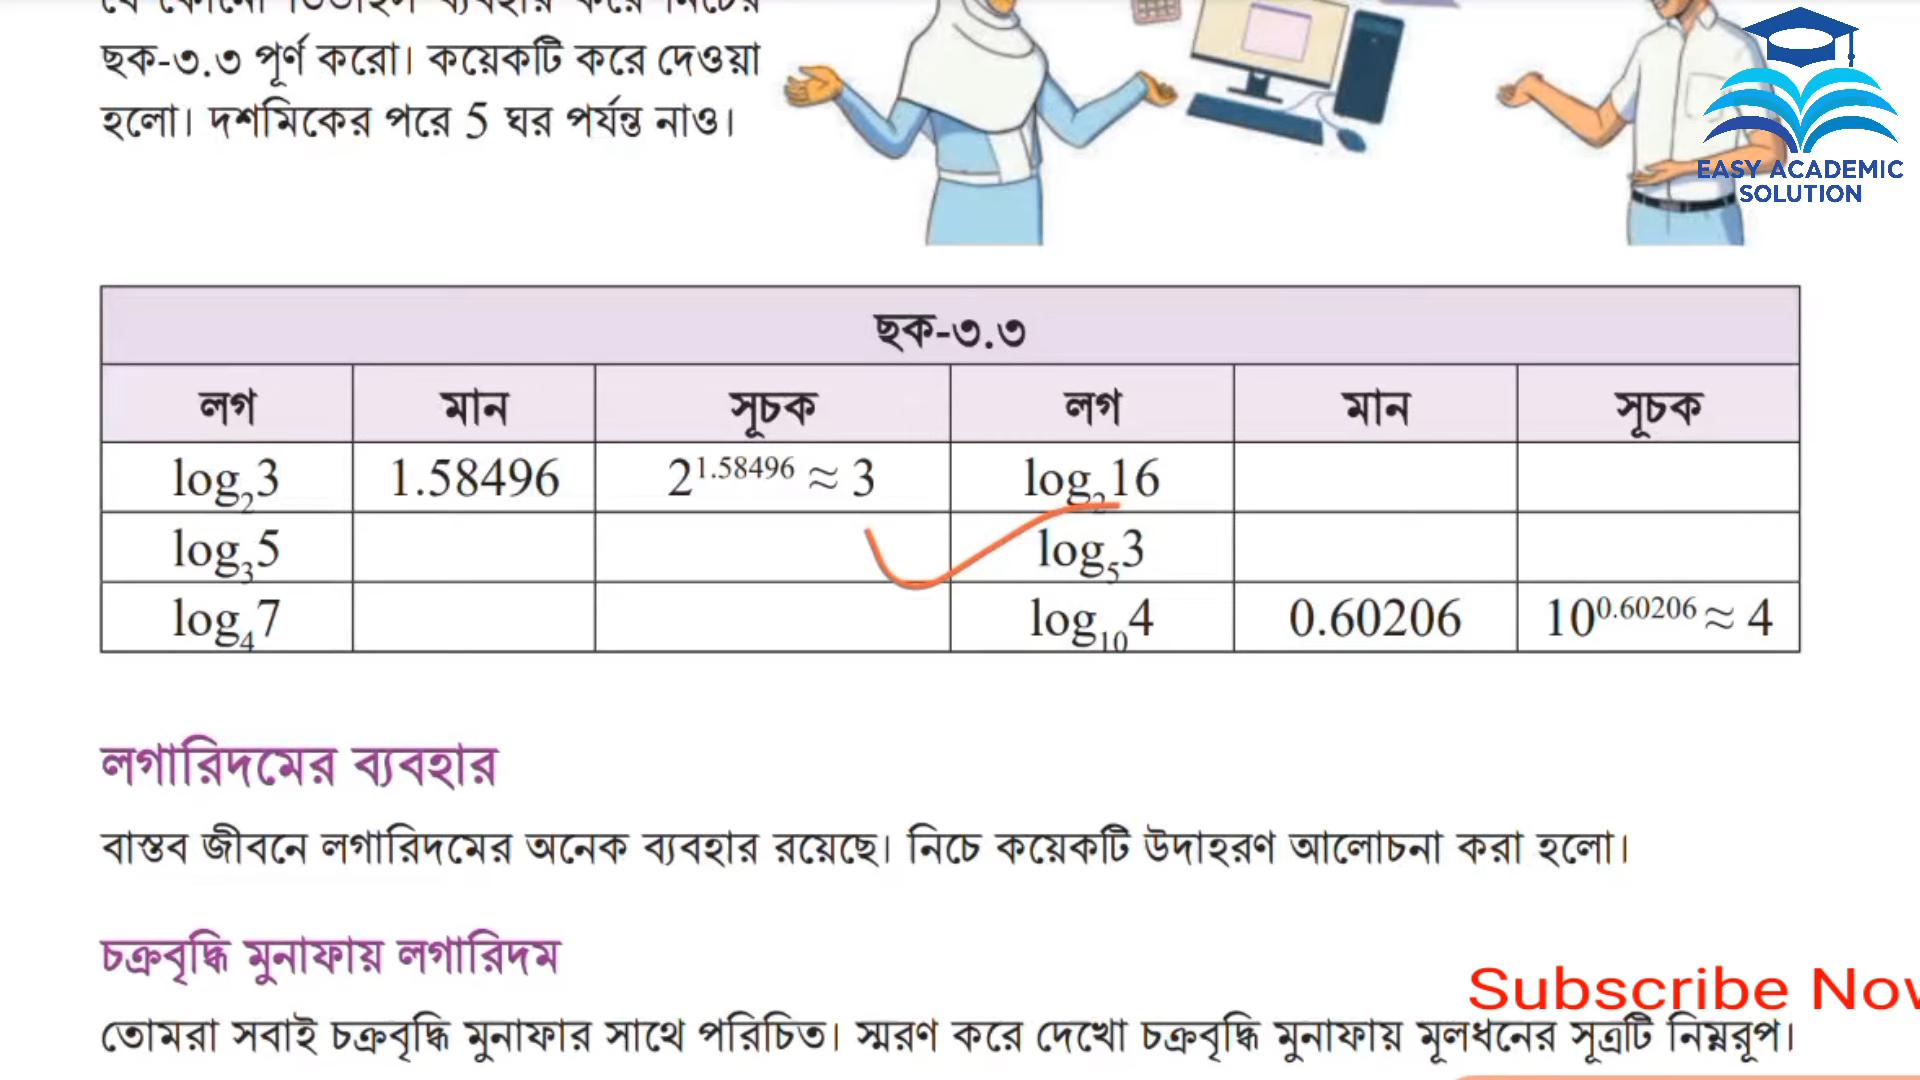 যে কোনো ডিভাইস ব্যবহার করে নিচের
ছক-৩.৩ পূর্ণ করো। কয়েকটি করে দেওয়া
হলো। দশমিকের পরে 5 ঘর পর্যন্ত নাও।
EASY ACADEMIC
SOLUTION
ছক-৩.৩
লগ মান সূচক লগ মান সূচক
log₂3 1.58496 2^1.58496 ≈ 3 log₂16
log₃5 log₅3
log₄7 log₁₀4 0.60206 10^0.60206 ≈ 4
লগারিদমের ব্যবহার
বাস্তব জীবনে লগারিদমের অনেক ব্যবহার রয়েছে। নিচে কয়েকটি উদাহরণ আলোচনা করা হলো।
চক্রবৃদ্ধি মুনাফায় লগারিদম
Subscribe Nov
তোমরা সবাই চক্রবৃদ্ধি মুনাফার সাথে পরিচিত। স্মরণ করে দেখো চক্রবৃদ্ধি মুনাফায় মূলধনের সূত্রটি নিম্নরূপ।